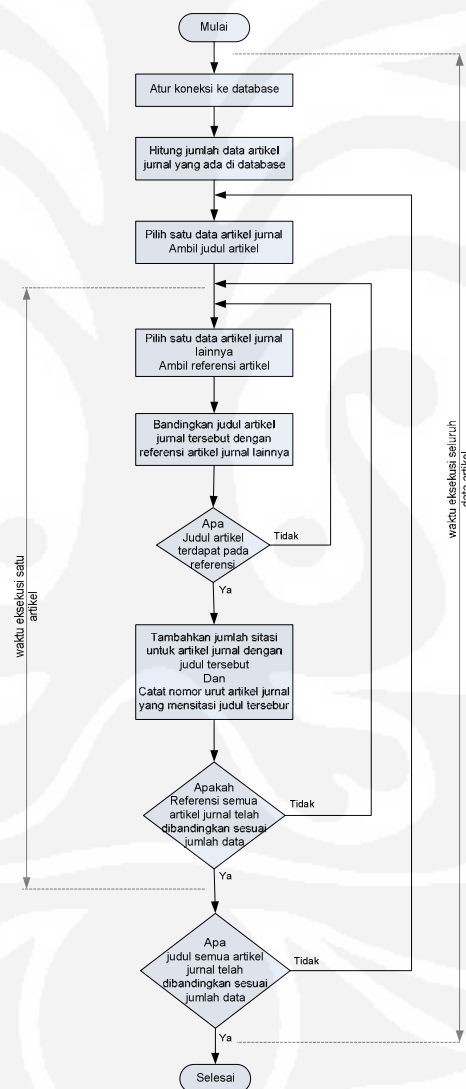 Mulai
Atur koneksi ke database
Hitung jumlah data artikel
jurnal yang ada di database
Pilih satu data artikel jurnal
Ambil judul artikel
Pilih satu data artikel jurnal
lainnya
Ambil referensi artikel
Bandingkan judul artikel
jurnal tersebut dengan
referensi artikel jurnal lainnya
Apa
Judul artikel
terdapat pada
referensi
Tidak
Ya
Tambahkan jumlah sitasi
untuk artikel jurnal dengan
judul tersebut
Dan
Catat nomor urut artikel jurnal
yang mensitasi judul tersebur
Apakah
Referensi semua
artikel jurnal telah
dibandingkan sesuai
jumlah data
Tidak
Ya
Apa
judul semua artikel
jurnal telah
dibandingkan sesuai
jumlah data
Tidak
Ya
Selesai
waktu eksekusi satu
artikel
waktu eksekusi seluruh
data artikel